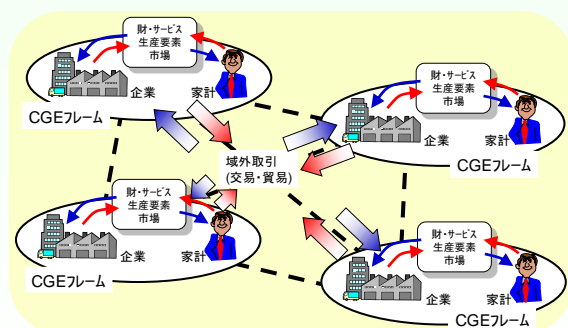 財・サービス
生産要素
市場
企業
家計
CGEフレーム
財・サービス
生産要素
市場
企業
家計
CGEフレーム
域外取引
(交易・貿易)
財・サービス
生産要素
市場
企業
家計
CGEフレーム
財・サービス
生産要素
市場
企業
家計
CGEフレーム